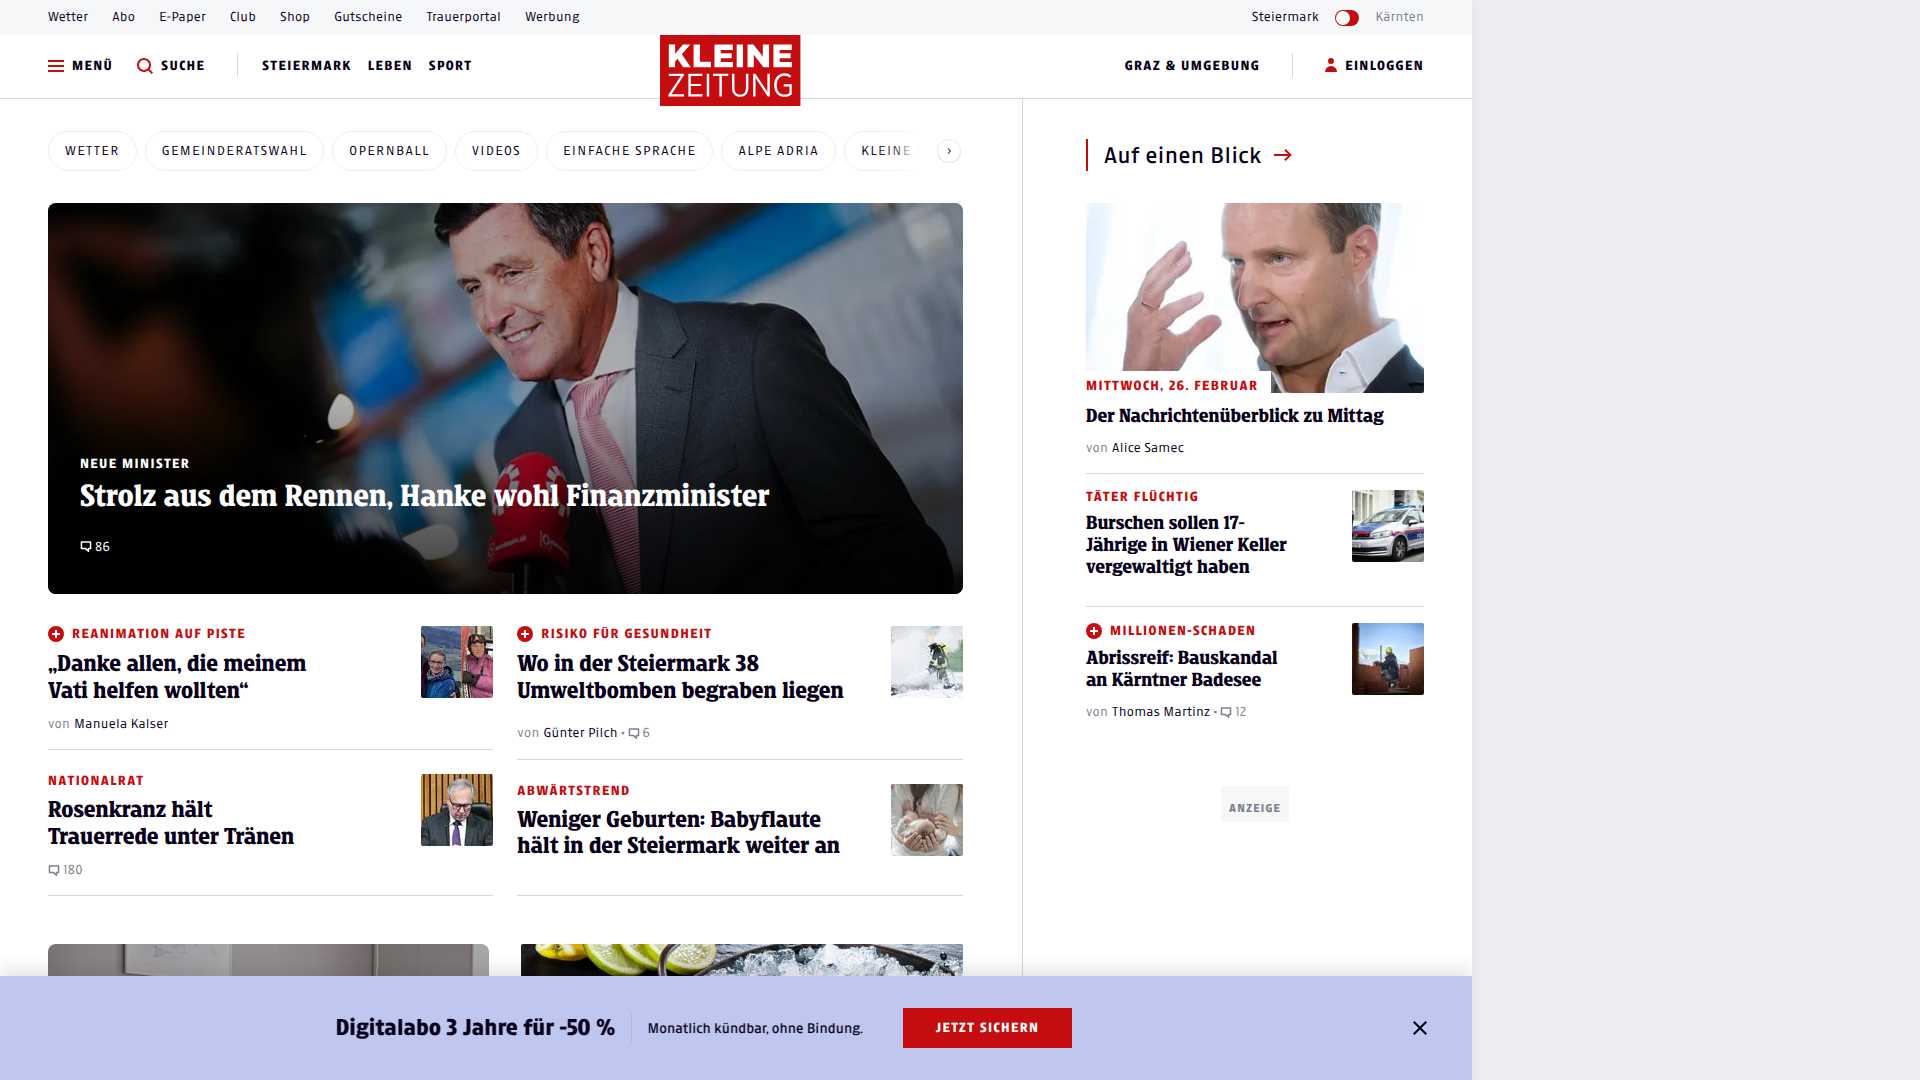 Wetter Abo E-Paper Club Shop Gutscheine Trauerportal Werbung Steiermark Kärnten
MENÜ SUCHE STEIERMARK LEBEN SPORT KLEINE ZEITUNG GRAZ & UMGEBUNG EINLOGGEN
WETTER GEMEINDERATSWAHL OPERNBALL VIDEOS EINFACHE SPRACHE ALPE ADRIA KLEINE
NEUE MINISTER
Strolz aus dem Rennen, Hanke wohl Finanzminister
86
REANIMATION AUF PISTE
„Danke allen, die meinem
Vati helfen wollten“
von Manuela Kalser
RISIKO FÜR GESUNDHEIT
Wo in der Steiermark 38
Umweltbomben begraben liegen
von Günter Pilch • 6
NATIONALRAT
Rosenkranz hält
Trauerrede unter Tränen
180
ABWÄRTSTREND
Weniger Geburten: Babyflaute
hält in der Steiermark weiter an
Auf einen Blick
MITTWOCH, 26. FEBRUAR
Der Nachrichtenüberblick zu Mittag
von Alice Samec
TÄTER FLÜCHTIG
Burschen sollen 17-
Jährige in Wiener Keller
vergewaltigt haben
MILLIONEN-SCHADEN
Abrissreif: Bauskandal
an Kärntner Badesee
von Thomas Martinz • 12
ANZEIGE
Digitalabo 3 Jahre für -50 % Monatlich kündbar, ohne Bindung. JETZT SICHERN